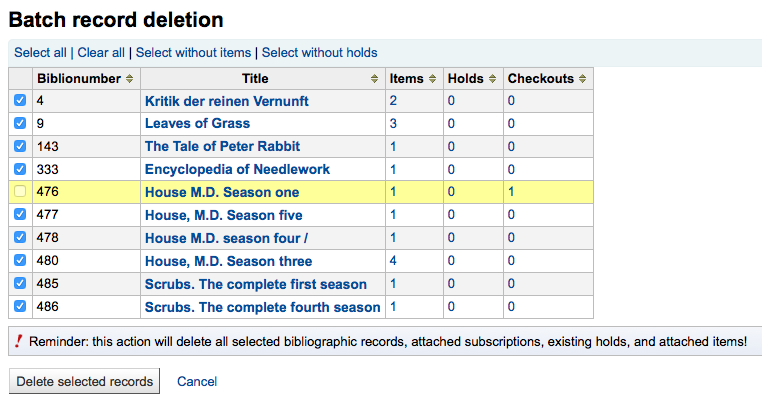 Batch record deletion
Select all | Clear all | Select without items | Select without holds
Biblionumber Title Items Holds Checkouts
4 Kritik der reinen Vernunft 2 0 0
9 Leaves of Grass 3 0 0
143 The Tale of Peter Rabbit 1 0 0
333 Encyclopedia of Needlework 1 0 0
476 House M.D. Season one 1 0 1
477 House, M.D. Season five 1 0 0
478 House M.D. season four / 1 0 0
480 House, M.D. Season three 4 0 0
485 Scrubs. The complete first season 1 0 0
486 Scrubs. The complete fourth season 1 0 0
! Reminder: this action will delete all selected bibliographic records, attached subscriptions, existing holds, and attached items!
Delete selected records Cancel